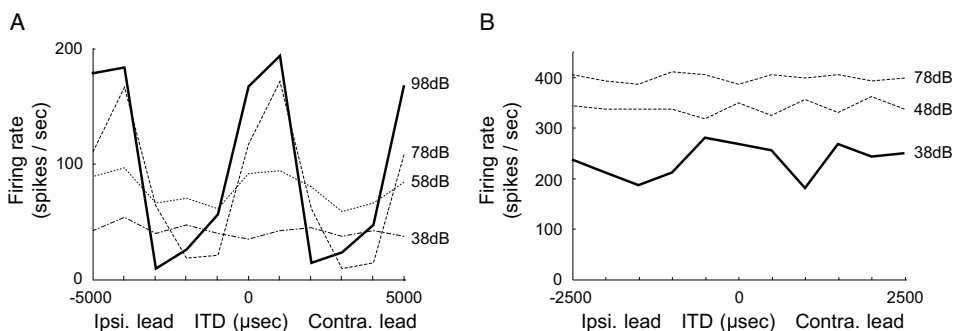 A
Firing rate
(spikes / sec)
200
100
0
98dB
78dB
58dB
38dB
-5000 0 5000
Ipsi. lead ITD (μsec) Contra. lead
B
Firing rate
(spikes / sec)
400
300
200
100
0
78dB
48dB
38dB
-2500 0 2500
Ipsi. lead ITD (μsec) Contra. lead